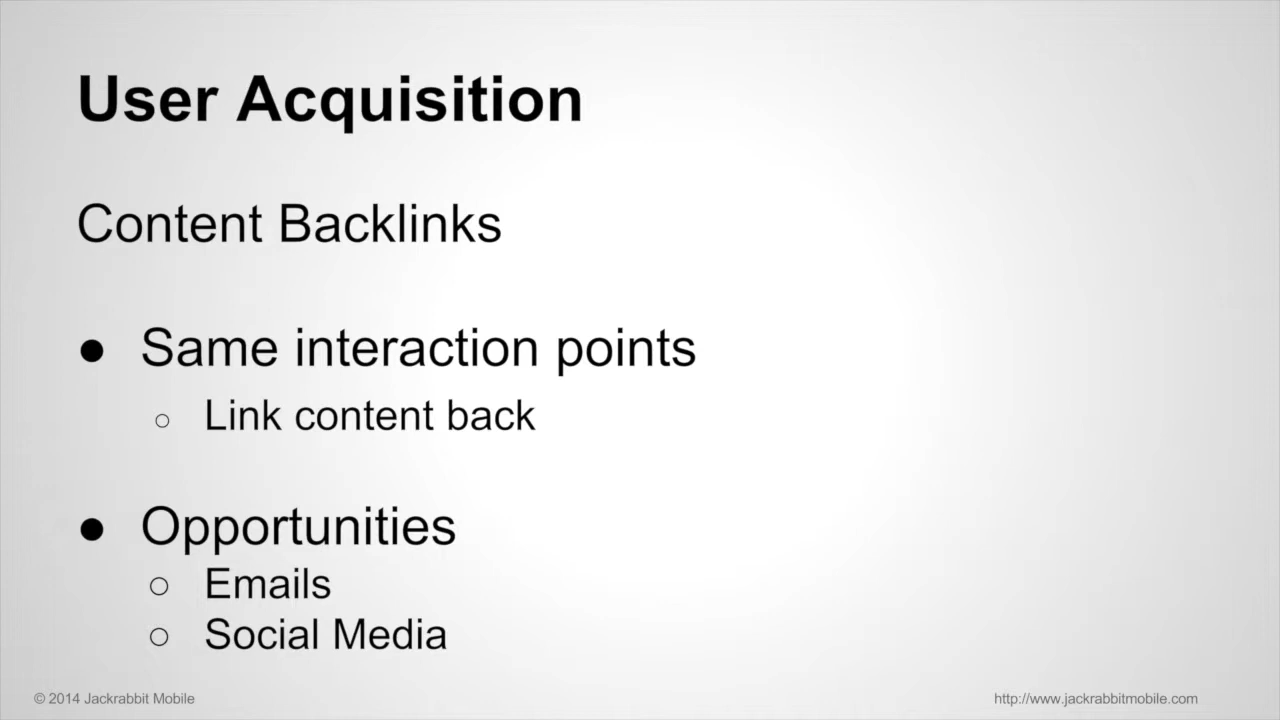 User Acquisition
Content Backlinks
● Same interaction points
○ Link content back
● Opportunities
○ Emails
○ Social Media
© 2014 Jackrabbit Mobile
http://www.jackrabbitmobile.com